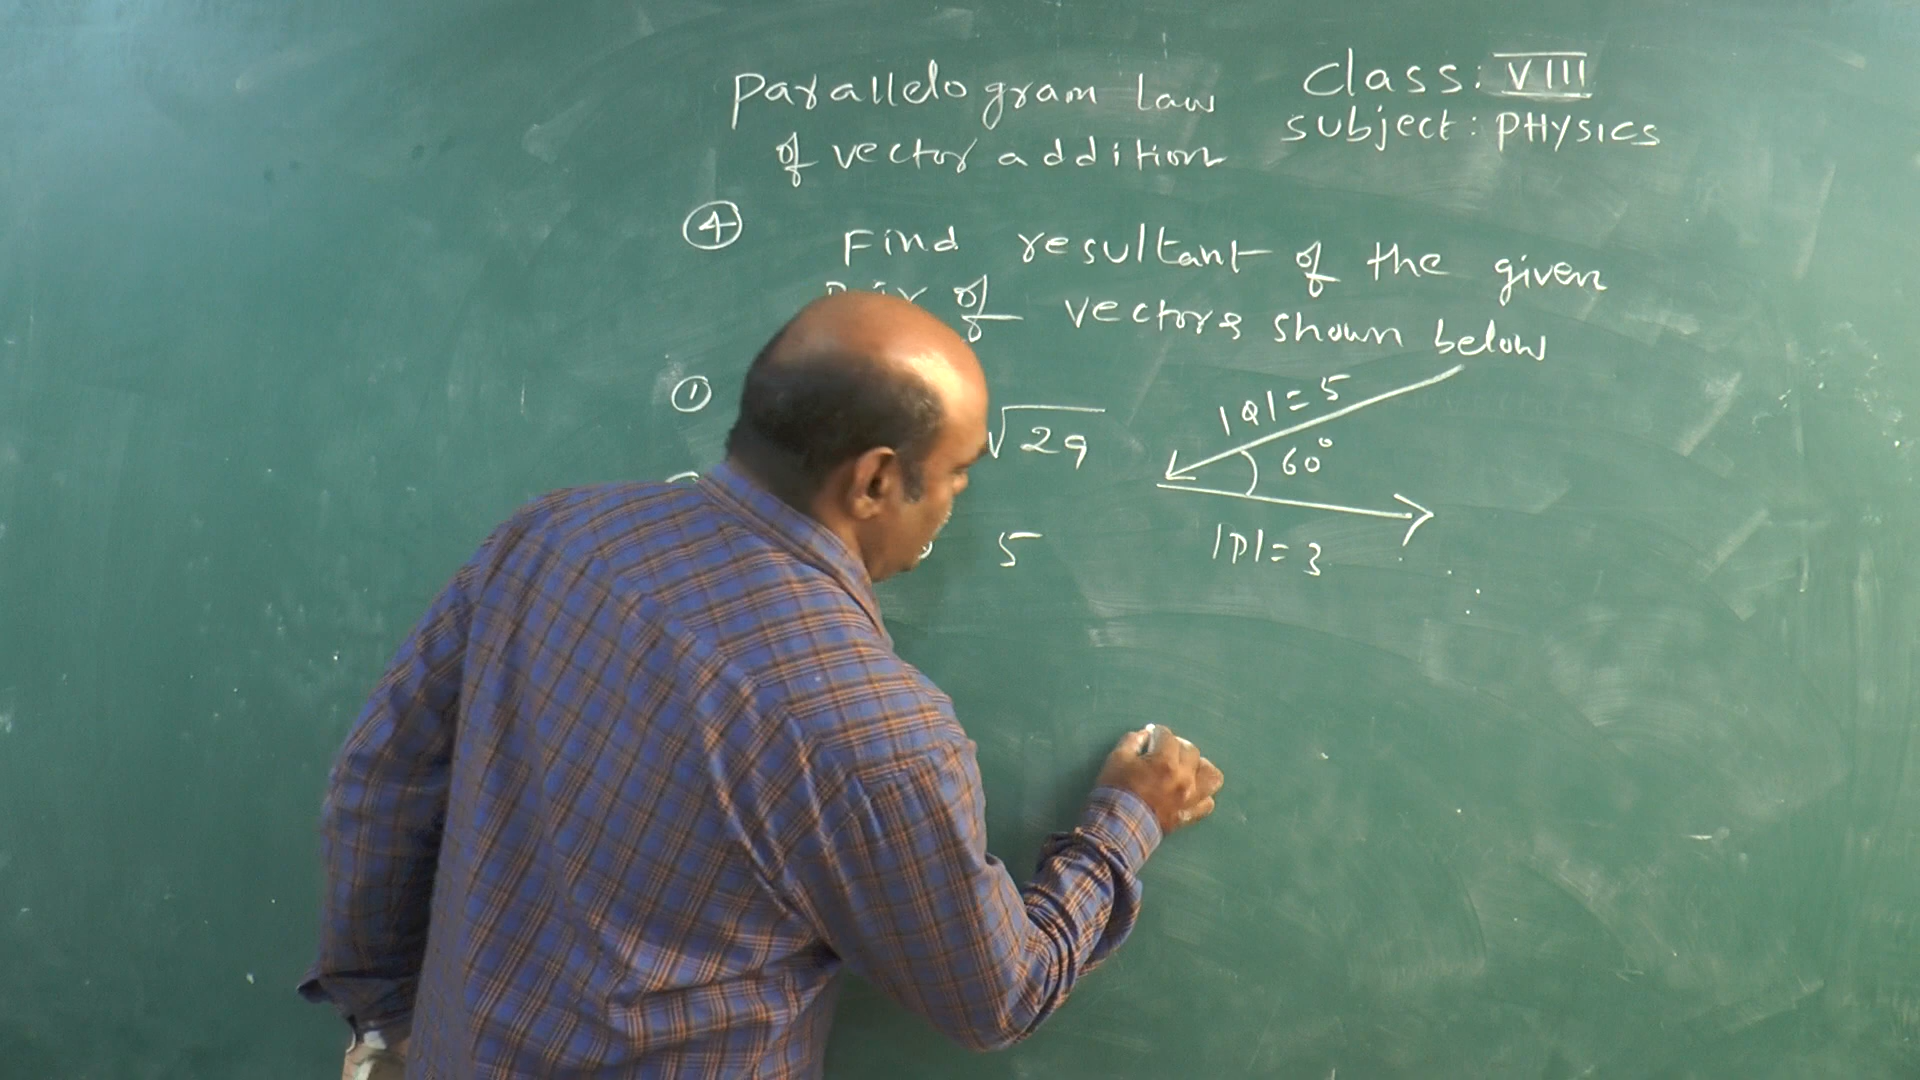 Parallelogram Law
of vector addition
Class: VIII
subject: PHYSICS
④ Find resultant of the given
of vectors shown below
①
√29
5
|Q| = 5
60°
|P| = 3